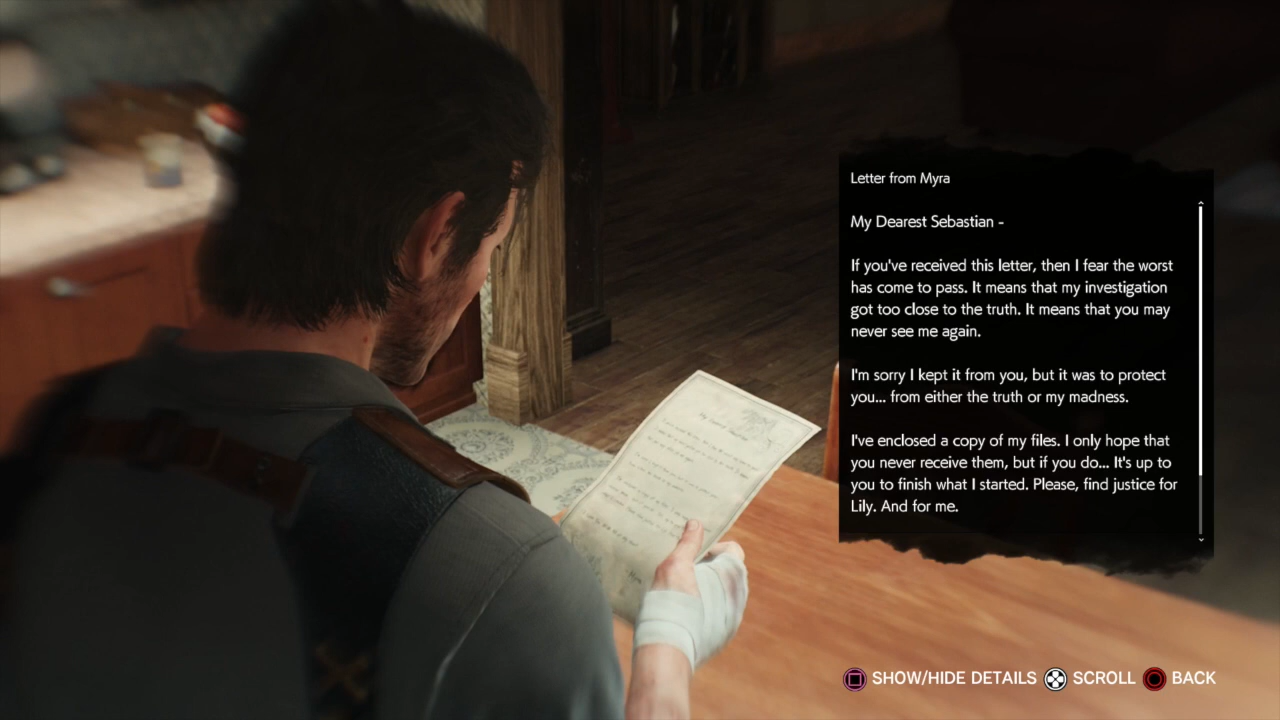 Letter from Myra
My Dearest Sebastian -
If you've received this letter, then I fear the worst
has come to pass. It means that my investigation
got too close to the truth. It means that you may
never see me again.
I'm sorry I kept it from you, but it was to protect
you... from either the truth or my madness.
I've enclosed a copy of my files. I only hope that
you never receive them, but if you do... It's up to
you to finish what I started. Please, find justice for
Lily. And for me.
SHOW/HIDE DETAILS SCROLL BACK